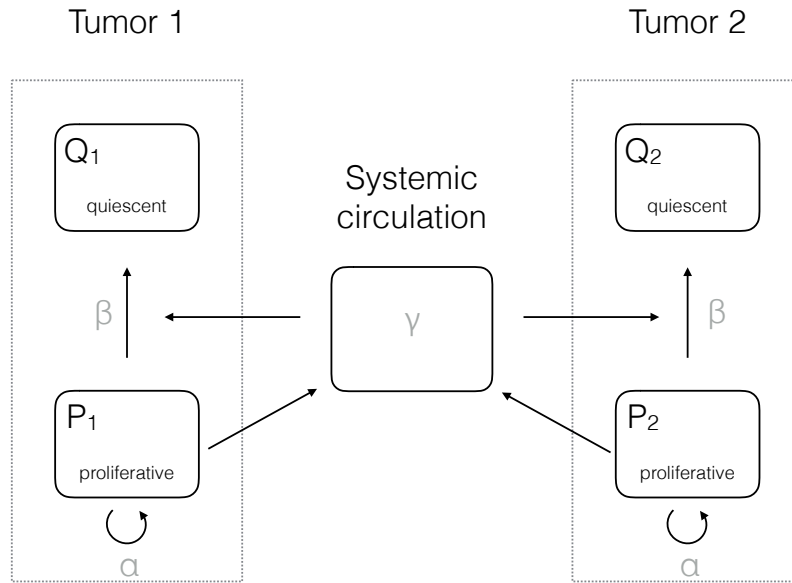 Tumor 1
Tumor 2
Q₁
quiescent
Q₂
quiescent
Systemic
circulation
β
γ
β
P₁
proliferative
P₂
proliferative
α
α